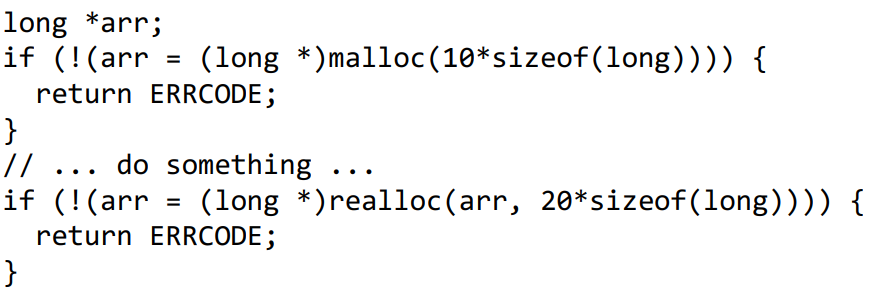 long *arr;
if (!(arr = (long *)malloc(10*sizeof(long)))) {
  return ERRCODE;
}
// ... do something ...
if (!(arr = (long *)realloc(arr, 20*sizeof(long)))) {
  return ERRCODE;
}